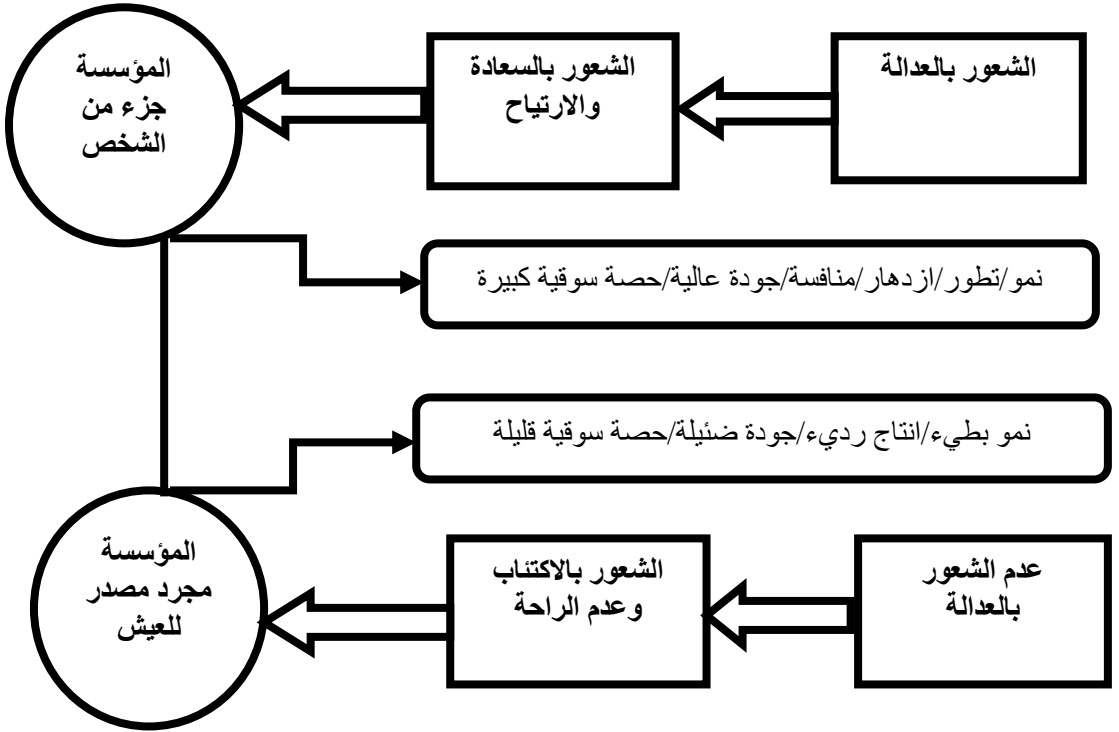 الشعور بالعدالة
الشعور بالسعادة
والارتياح
المؤسسة
جزء من
الشخص
نمو/تطور/ازدهار/منافسة/جودة عالية/حصة سوقية كبيرة
نمو بطيء/انتاج رديء/جودة ضئيلة/حصة سوقية قليلة
عدم الشعور
بالعدالة
الشعور بالاكتئاب
وعدم الراحة
المؤسسة
مجرد مصدر
للعيش